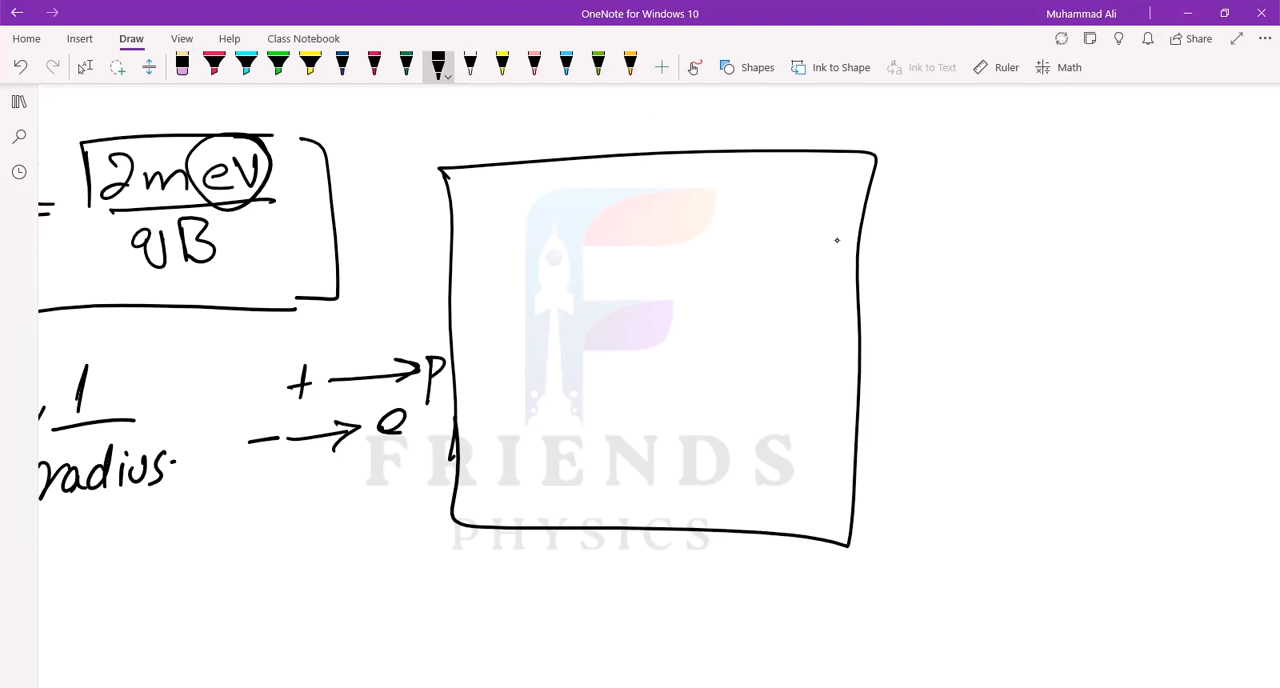 OneNote for Windows 10
Muhammad Ali
Home Insert Draw View Help Class Notebook
Share
Shapes Ink to Shape Ink to Text Ruler Math
= √2meV
qB
1
radius.
+ → P
− → e
FRIENDS
PHYSICS